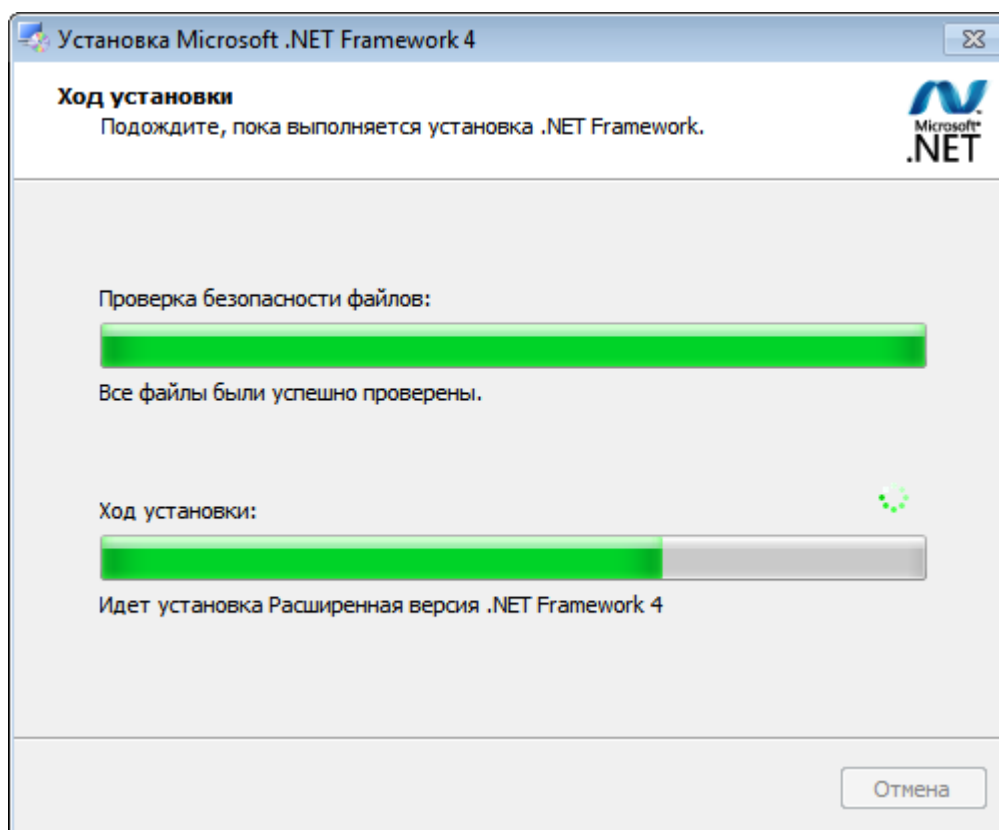 Установка Microsoft .NET Framework 4
Ход установки
Подождите, пока выполняется установка .NET Framework.
Microsoft®
.NET
Проверка безопасности файлов:
Все файлы были успешно проверены.
Ход установки:
Идет установка Расширенная версия .NET Framework 4
Отмена